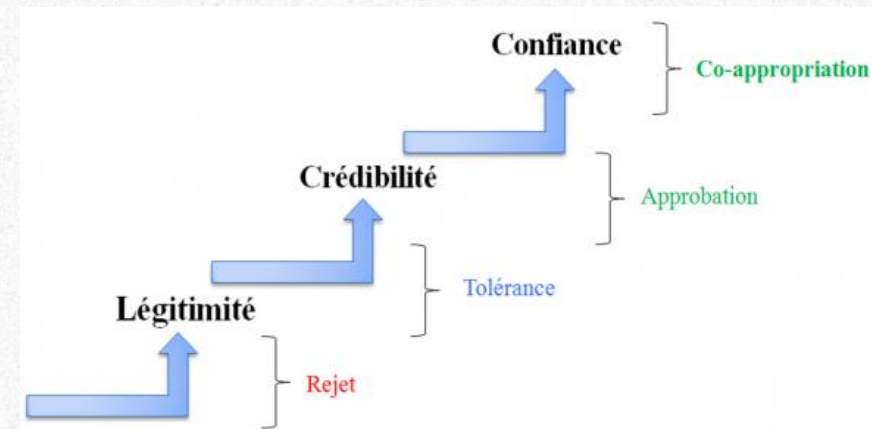 Confiance
Co-appropriation
Crédibilité
Approbation
Légitimité
Tolérance
Rejet